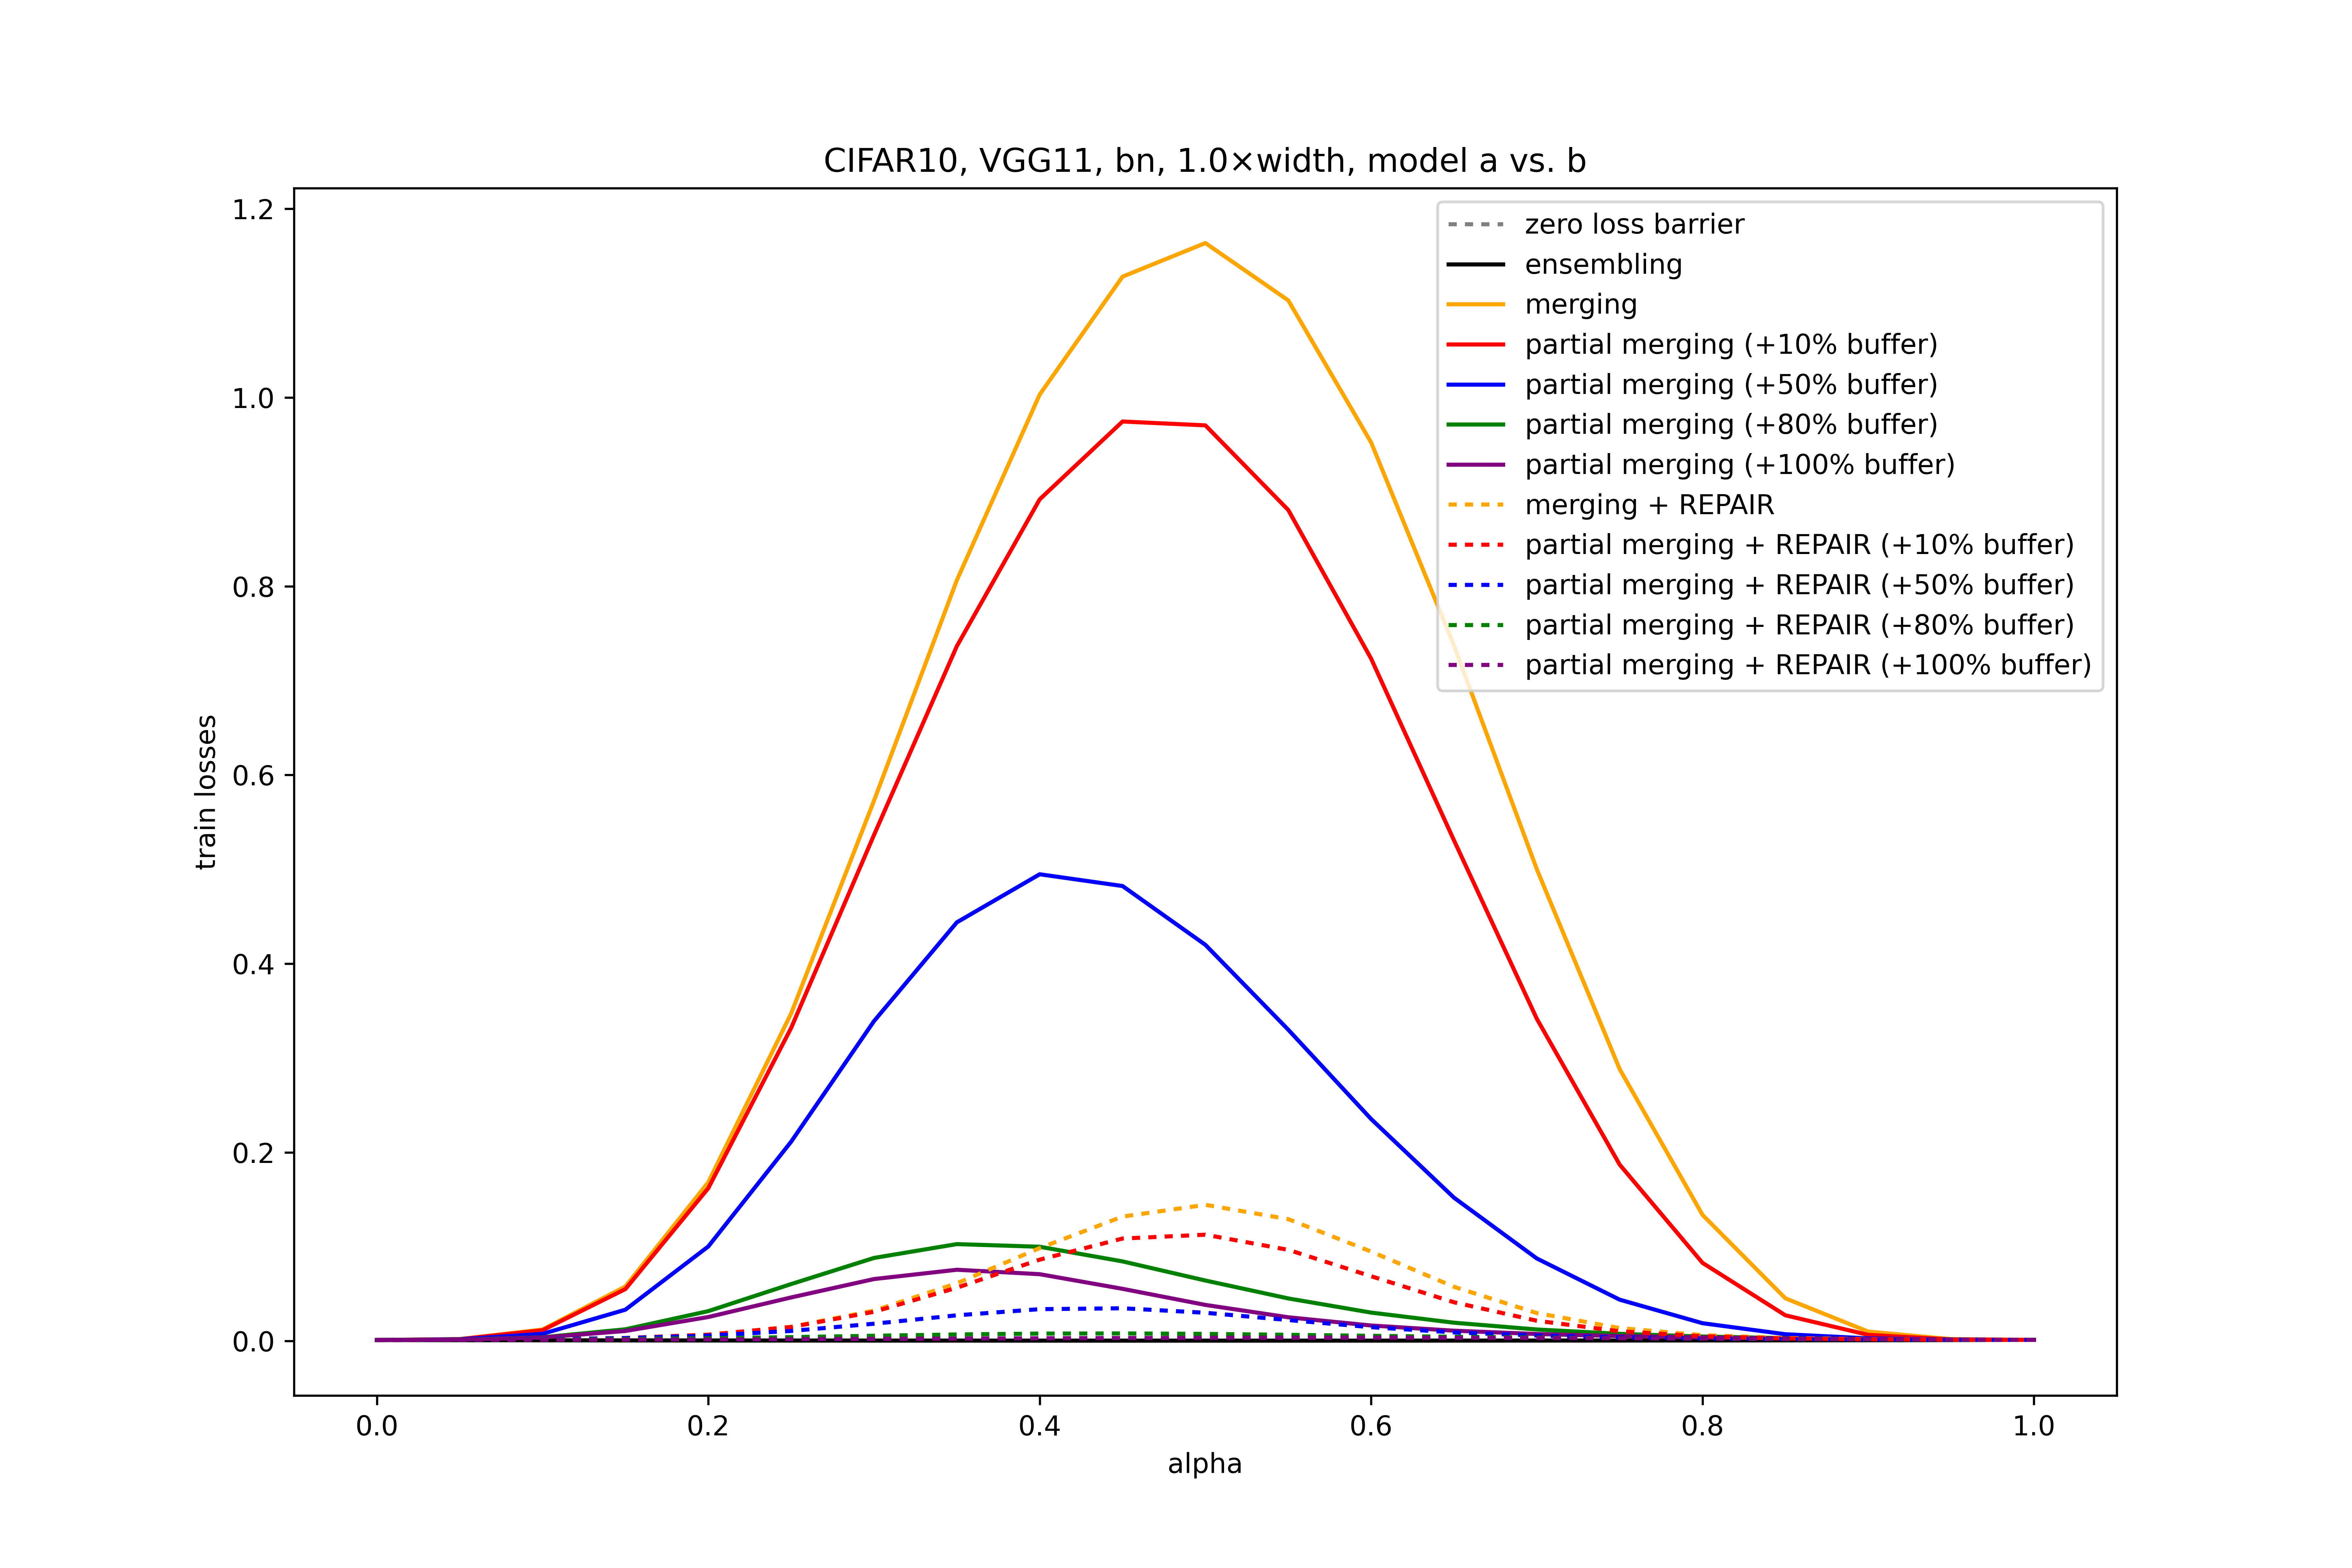 CIFAR10, VGG11, bn, 1.0×width, model a vs. b
1.2
1.0
0.8
0.6
0.4
0.2
0.0
train losses
zero loss barrier
ensembling
merging
partial merging (+10% buffer)
partial merging (+50% buffer)
partial merging (+80% buffer)
partial merging (+100% buffer)
merging + REPAIR
partial merging + REPAIR (+10% buffer)
partial merging + REPAIR (+50% buffer)
partial merging + REPAIR (+80% buffer)
partial merging + REPAIR (+100% buffer)
0.0 0.2 0.4 0.6 0.8 1.0
alpha